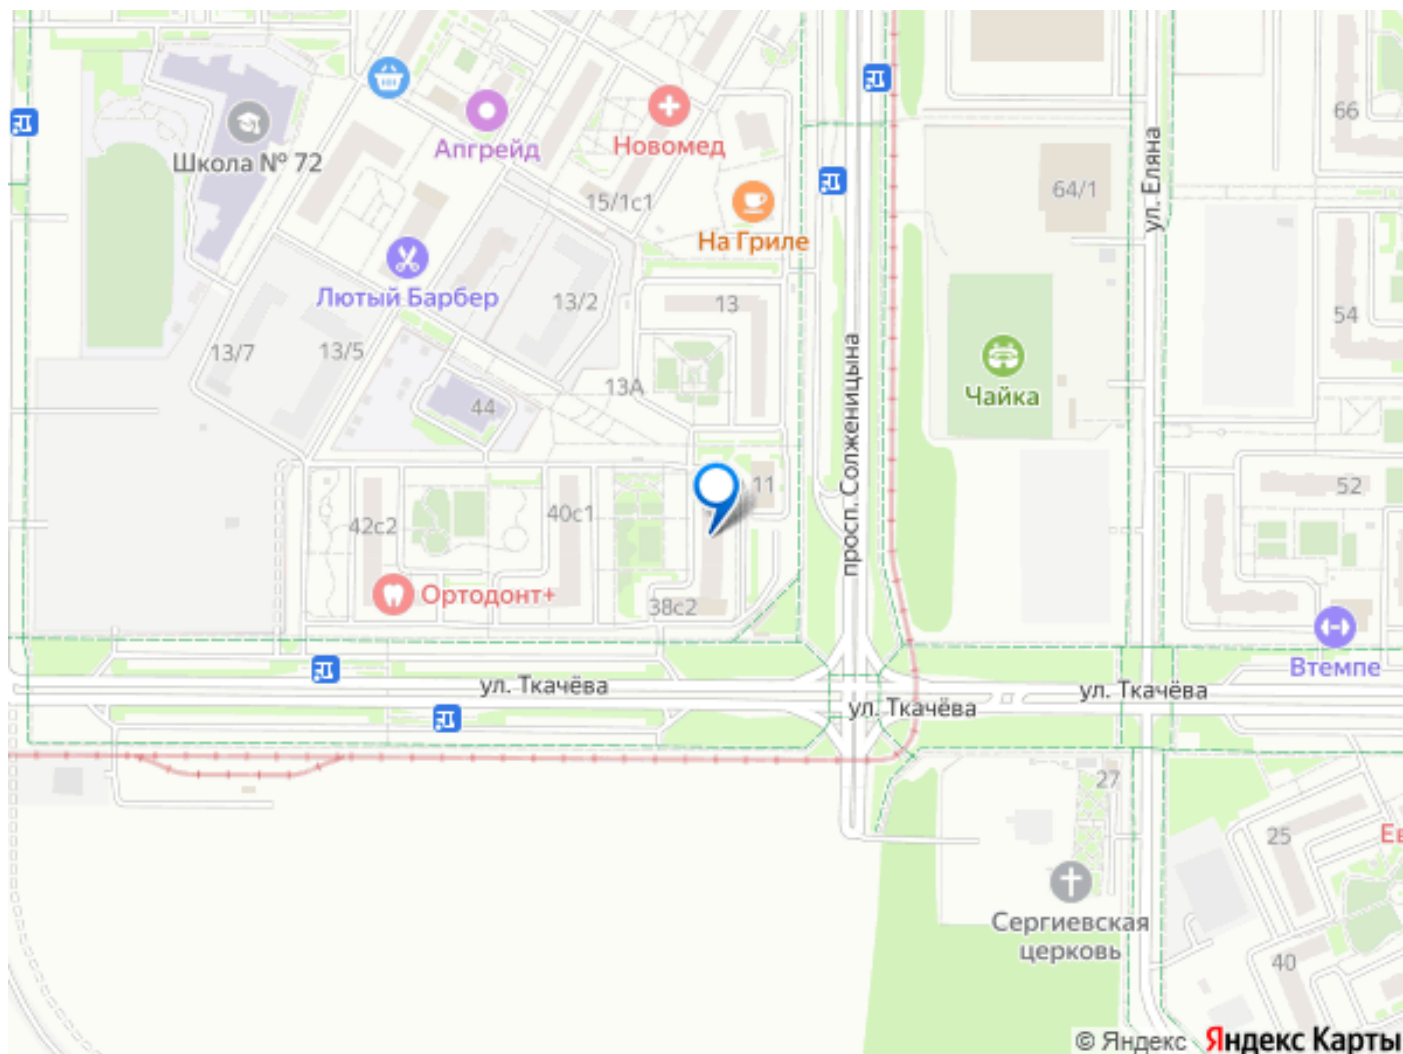 66
Школа № 72
Апгрейд
Новомед
64/1
ул. Еляна
15/1с1
На Гриле
Лютый Барбер
13/2
13
54
13/7
13/5
просп. Солженицына
13А
Чайка
44
11
52
42с2
40с1
Ортодонт+
38с2
Втемпе
ул. Ткачёва
ул. Ткачёва
ул. Ткачёва
27
25
Ев
Сергиевская
церковь
40
© Яндекс Яндекс Карты